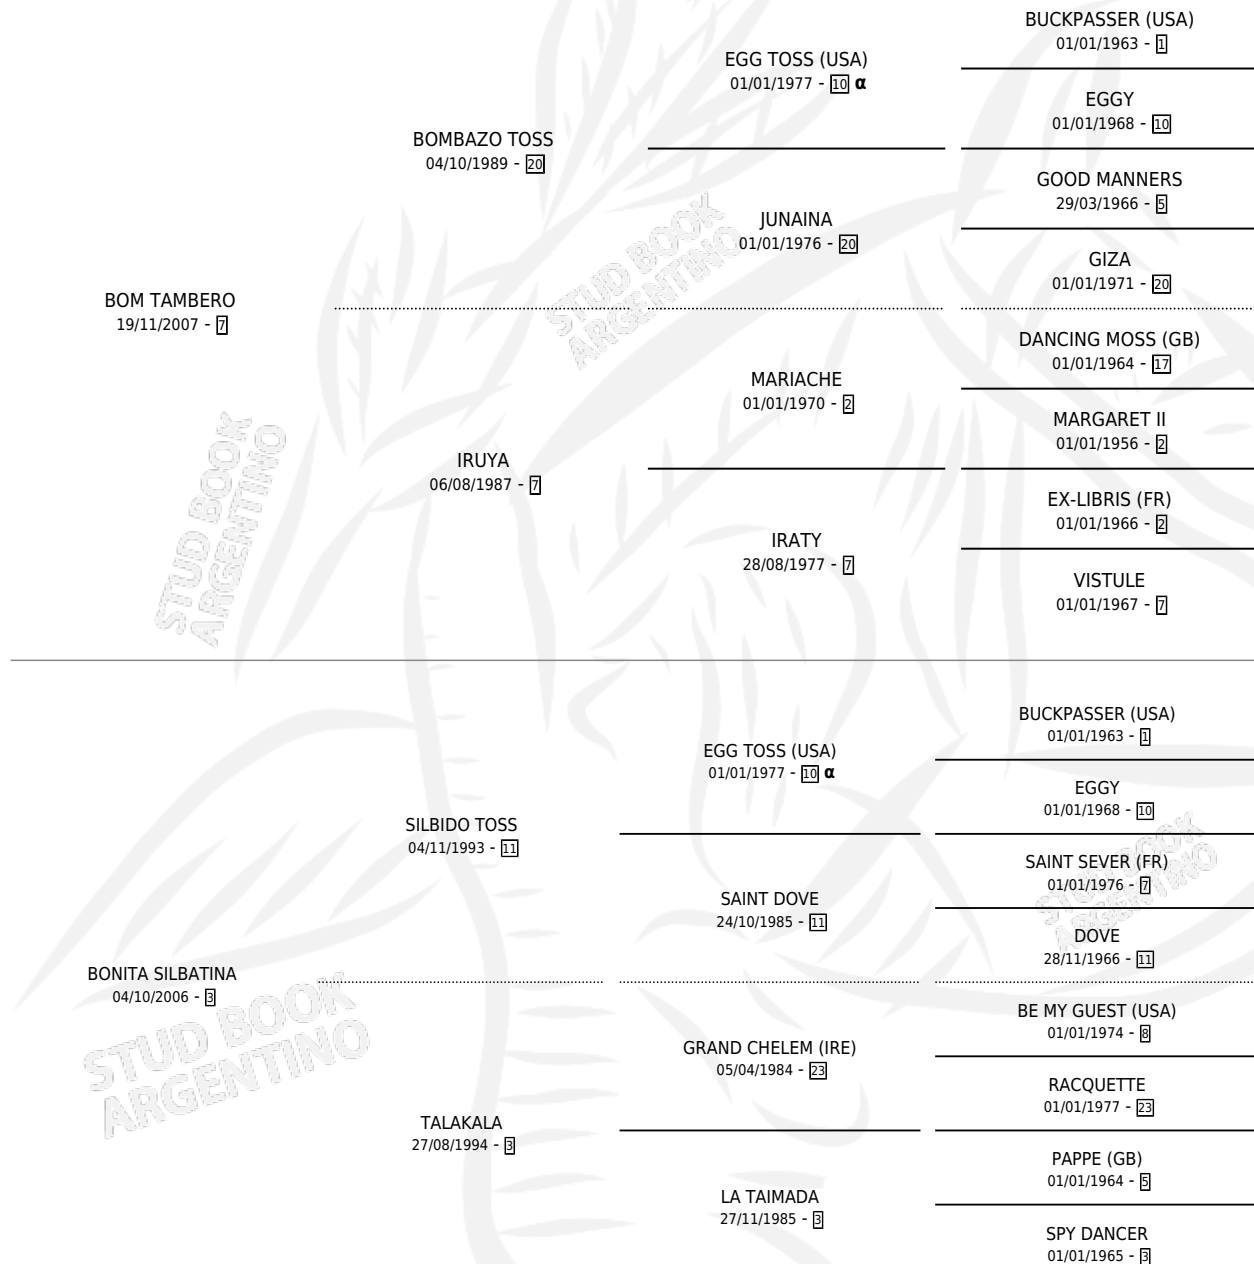 BUCKPASSER (USA)
01/01/1963 - 1
EGG TOSS (USA)
01/01/1977 - 10 α
EGGY
01/01/1968 - 10
BOMBAZO TOSS
04/10/1989 - 20
GOOD MANNERS
29/03/1966 - 5
JUNAINA
01/01/1976 - 20
GIZA
01/01/1971 - 20
BOM TAMBERO
19/11/2007 - 7
DANCING MOSS (GB)
01/01/1964 - 17
MARIACHE
01/01/1970 - 2
MARGARET II
01/01/1956 - 2
IRUYA
06/08/1987 - 7
EX-LIBRIS (FR)
01/01/1966 - 2
IRATY
28/08/1977 - 7
VISTULE
01/01/1967 - 7
STUD BOOK
ARGENTINO
STUD BOOK
ARGENTINO
BUCKPASSER (USA)
01/01/1963 - 1
EGG TOSS (USA)
01/01/1977 - 10 α
EGGY
01/01/1968 - 10
SILBIDO TOSS
04/11/1993 - 11
SAINT SEVER (FR)
01/01/1976 - 7
SAINT DOVE
24/10/1985 - 11
DOVE
28/11/1966 - 11
BONITA SILBATINA
04/10/2006 - 3
BE MY GUEST (USA)
01/01/1974 - 8
GRAND CHELEM (IRE)
05/04/1984 - 23
RACQUETTE
01/01/1977 - 23
TALAKALA
27/08/1994 - 3
PAPPE (GB)
01/01/1964 - 5
LA TAIMADA
27/11/1985 - 3
SPY DANCER
01/01/1965 - 3
STUD BOOK
ARGENTINO
STUD BOOK
ARGENTINO